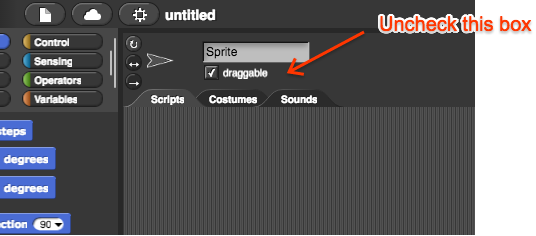 untitled
Uncheck this box
Control
Sensing
Operators
Variables
Sprite
draggable
Scripts
Costumes
Sounds
steps
degrees
degrees
ction
90